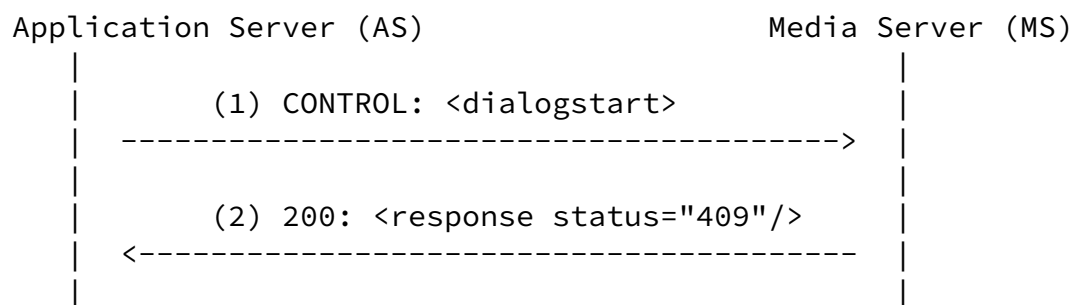 Application Server (AS) Media Server (MS)
(1) CONTROL: <dialogstart>
(2) 200: <response status="409"/>